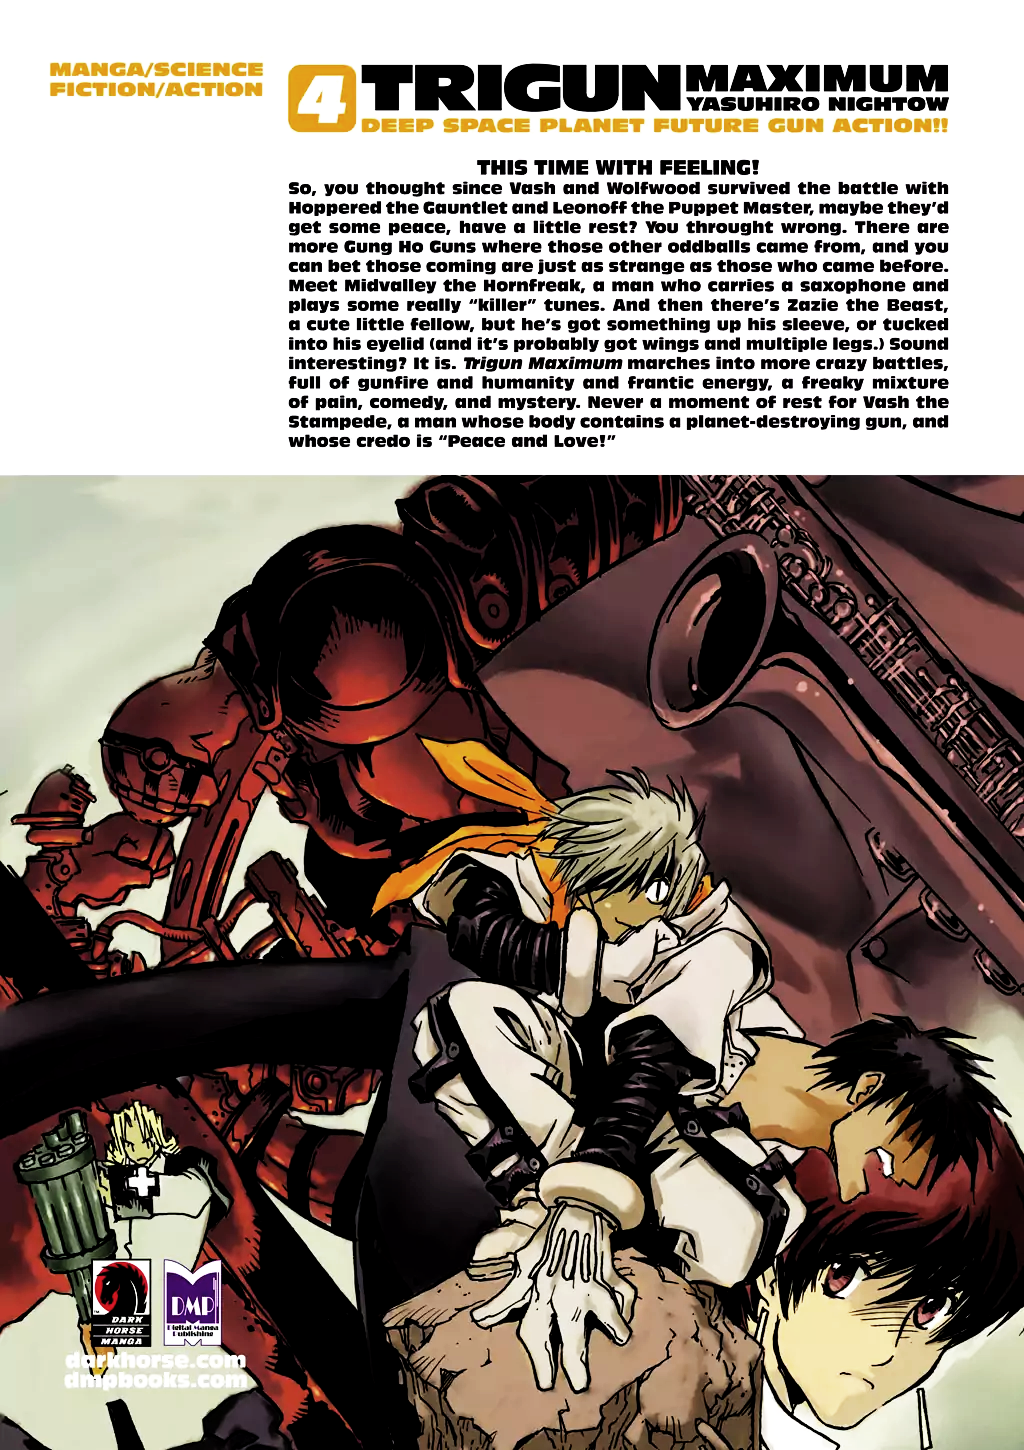 MANGA/SCIENCE
FICTION/ACTION
4 TRIGUN MAXIMUM
YASUHIRO NIGHTOW
DEEP SPACE PLANET FUTURE GUN ACTION!!
THIS TIME WITH FEELING!
So, you thought since Vash and Wolfwood survived the battle with
Hoppered the Gauntlet and Leonoff the Puppet Master, maybe they'd
get some peace, have a little rest? You throught wrong. There are
more Gung Ho Guns where those other oddballs came from, and you
can bet those coming are just as strange as those who came before.
Meet Midvalley the Hornfreak, a man who carries a saxophone and
plays some really “killer” tunes. And then there's Zazie the Beast,
a cute little fellow, but he's got something up his sleeve, or tucked
into his eyelid (and it's probably got wings and multiple legs.) Sound
interesting? It is. Trigun Maximum marches into more crazy battles,
full of gunfire and humanity and frantic energy, a freaky mixture
of pain, comedy, and mystery. Never a moment of rest for Vash the
Stampede, a man whose body contains a planet-destroying gun, and
whose credo is “Peace and Love!”
DARK
HORSE
MANGA
™
DMP
Digital Manga
Publishing
darkhorse.com
dmpbooks.com